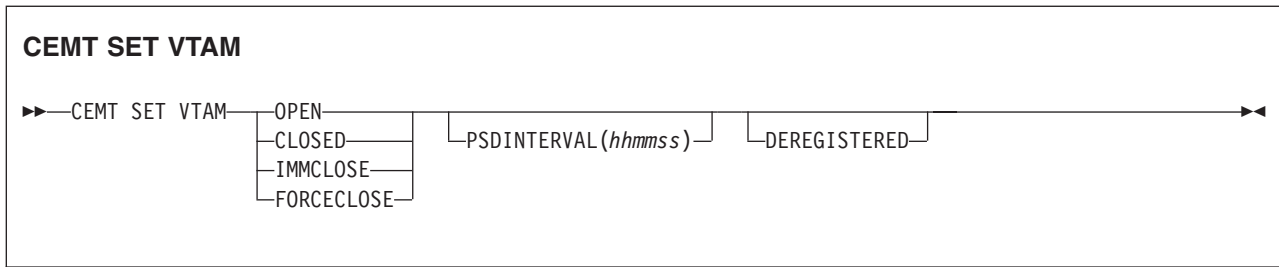 CEMT SET VTAM
CEMT SET VTAM OPEN
CLOSED PSDINTERVAL(hhmmss) DEREGISTERED
IMMCLOSE
FORCECLOSE